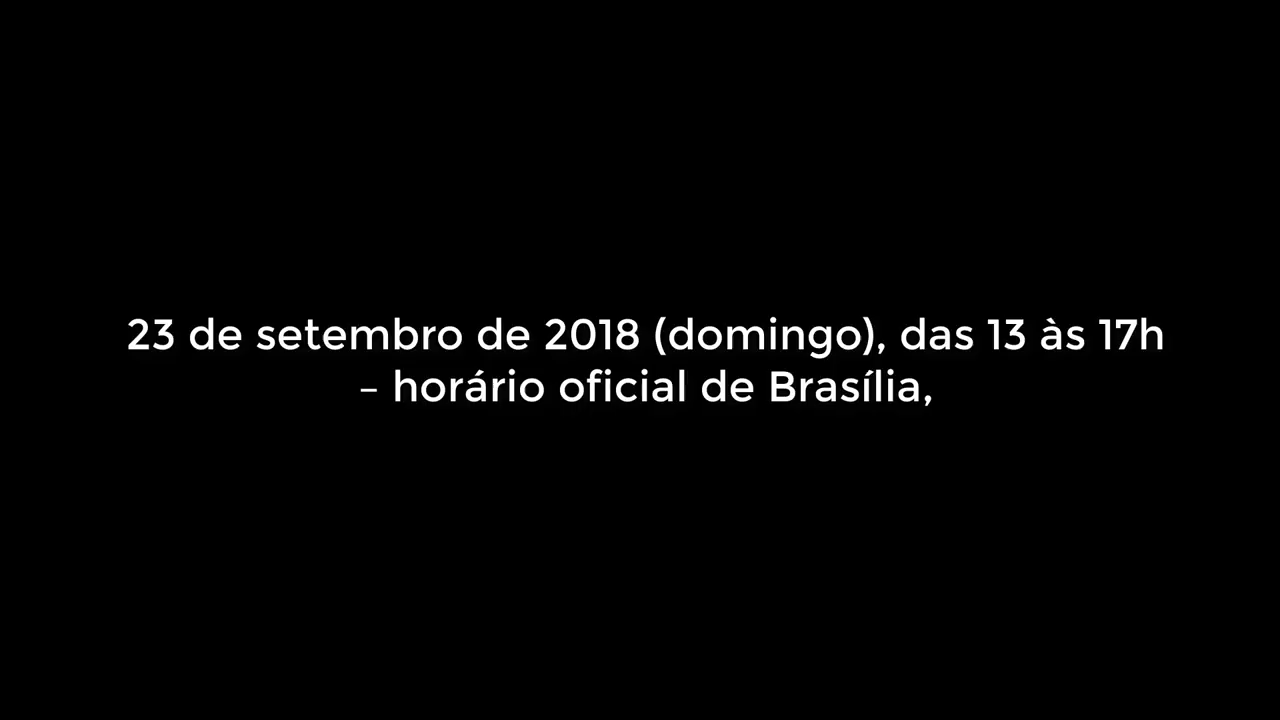 23 de setembro de 2018 (domingo), das 13 às 17h
– horário oficial de Brasília,